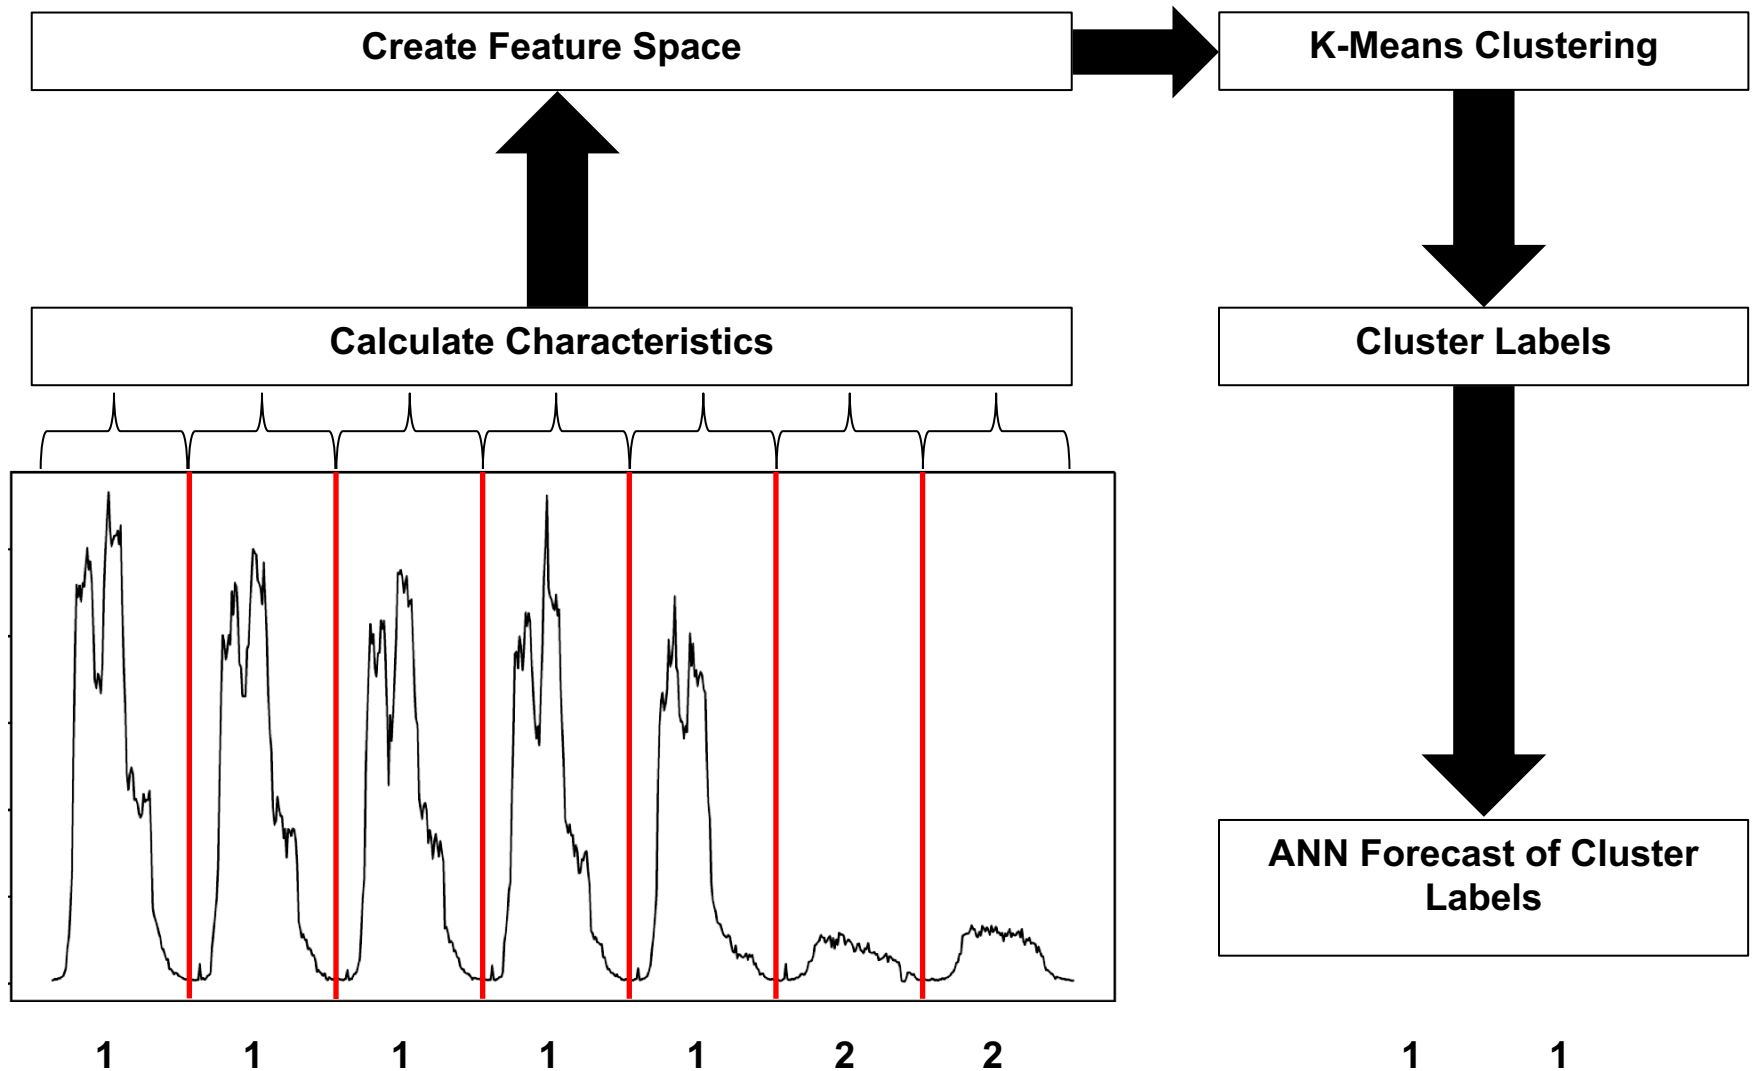 Create Feature Space
K-Means Clustering
Calculate Characteristics
Cluster Labels
ANN Forecast of Cluster
Labels
1 1 1 1 1 2 2
1 1